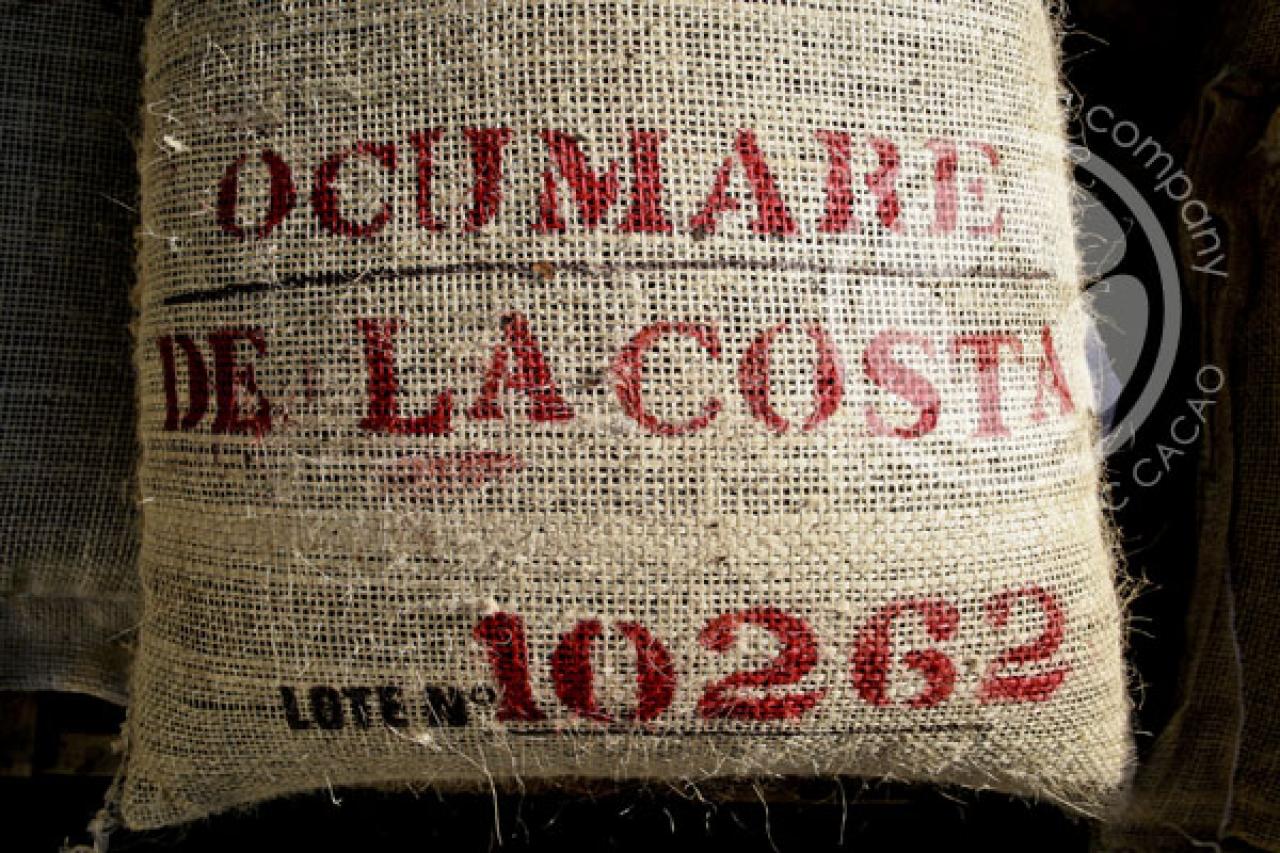 OCUMARE
DE LA COSTA
LOTE Nº 10262
company
CACAO